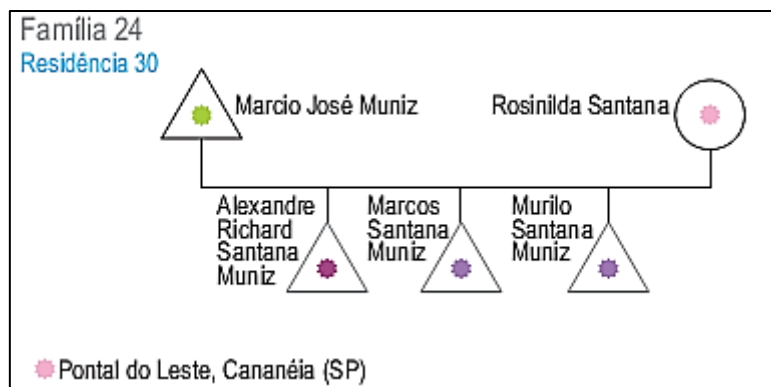 Família 24
Residência 30
Marcio José Muniz
Rosinilda Santana
Alexandre
Richard
Santana
Muniz
Marcos
Santana
Muniz
Murilo
Santana
Muniz
Pontal do Leste, Cananéia (SP)